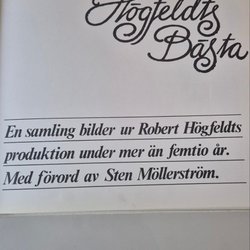 Högfeldts
Bästa
En samling bilder ur Robert Högfeldts
produktion under mer än femtio år.
Med förord av Sten Möllerström.